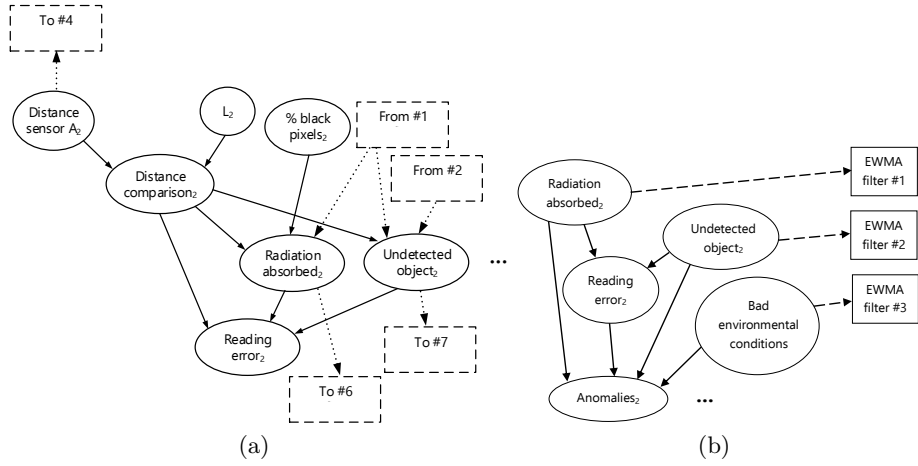 To #4
Distance
sensor A₂
L₂
% black
pixels₂
From #1
From #2
Distance
comparison₂
Radiation
absorbed₂
Undetected
object₂
...
Reading
error₂
To #7
To #6
(a)
Radiation
absorbed₂
EWMA
filter #1
Undetected
object₂
EWMA
filter #2
Reading
error₂
Bad
environmental
conditions
EWMA
filter #3
Anomalies₂
...
(b)